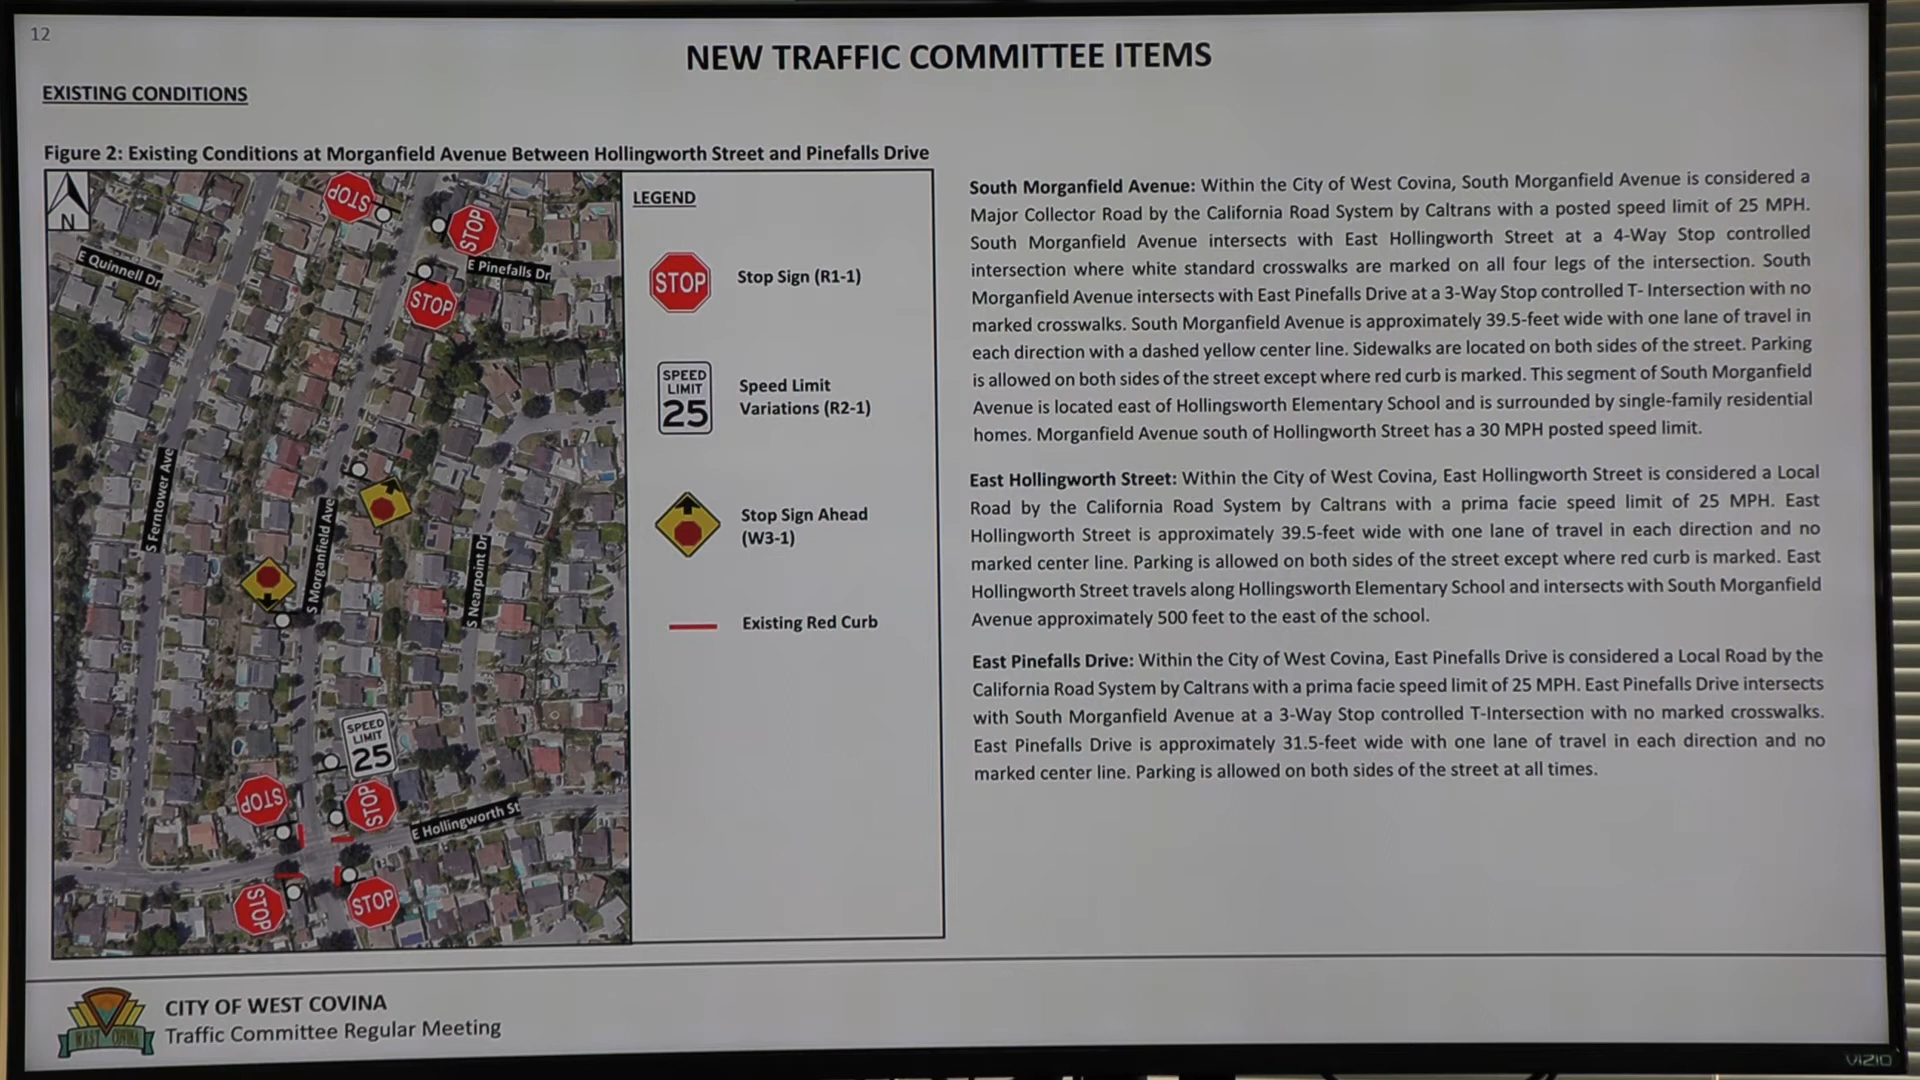 12
NEW TRAFFIC COMMITTEE ITEMS
EXISTING CONDITIONS
Figure 2: Existing Conditions at Morganfield Avenue Between Hollingworth Street and Pinefalls Drive
N
STOP
STOP
E Quinnell Dr
E Pinefalls Dr
STOP
S Ferntower Ave
S Morganfield Ave
S Nearpoint Dr
SPEED
LIMIT
25
STOP
STOP
E Hollingworth St
STOP
STOP
LEGEND
STOP
Stop Sign (R1-1)
SPEED
LIMIT
25
Speed Limit
Variations (R2-1)
Stop Sign Ahead
(W3-1)
Existing Red Curb
South Morganfield Avenue: Within the City of West Covina, South Morganfield Avenue is considered a
Major Collector Road by the California Road System by Caltrans with a posted speed limit of 25 MPH.
South Morganfield Avenue intersects with East Hollingworth Street at a 4-Way Stop controlled
intersection where white standard crosswalks are marked on all four legs of the intersection. South
Morganfield Avenue intersects with East Pinefalls Drive at a 3-Way Stop controlled T- Intersection with no
marked crosswalks. South Morganfield Avenue is approximately 39.5-feet wide with one lane of travel in
each direction with a dashed yellow center line. Sidewalks are located on both sides of the street. Parking
is allowed on both sides of the street except where red curb is marked. This segment of South Morganfield
Avenue is located east of Hollingsworth Elementary School and is surrounded by single-family residential
homes. Morganfield Avenue south of Hollingworth Street has a 30 MPH posted speed limit.
East Hollingworth Street: Within the City of West Covina, East Hollingworth Street is considered a Local
Road by the California Road System by Caltrans with a prima facie speed limit of 25 MPH. East
Hollingworth Street is approximately 39.5-feet wide with one lane of travel in each direction and no
marked center line. Parking is allowed on both sides of the street except where red curb is marked. East
Hollingworth Street travels along Hollingsworth Elementary School and intersects with South Morganfield
Avenue approximately 500 feet to the east of the school.
East Pinefalls Drive: Within the City of West Covina, East Pinefalls Drive is considered a Local Road by the
California Road System by Caltrans with a prima facie speed limit of 25 MPH. East Pinefalls Drive intersects
with South Morganfield Avenue at a 3-Way Stop controlled T-Intersection with no marked crosswalks.
East Pinefalls Drive is approximately 31.5-feet wide with one lane of travel in each direction and no
marked center line. Parking is allowed on both sides of the street at all times.
WEST COVINA
CITY OF WEST COVINA
Traffic Committee Regular Meeting
VIZIO